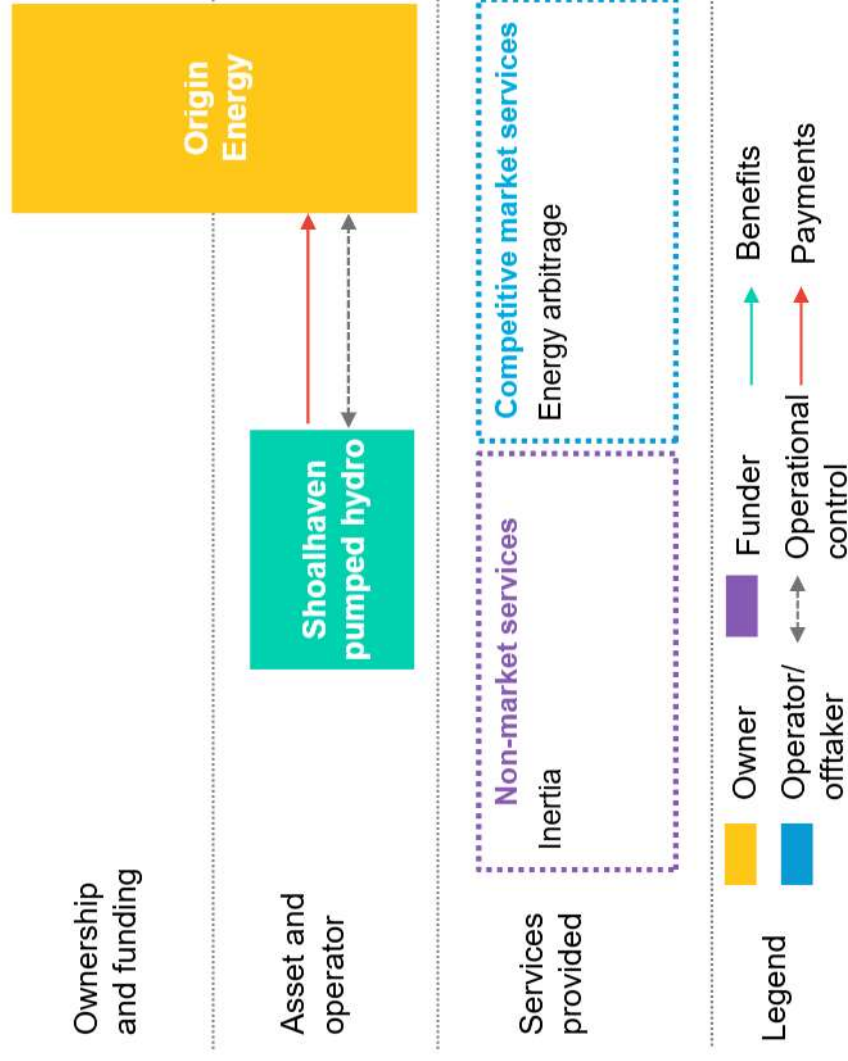 Ownership
and funding
Origin
Energy
Asset and
operator
Shoalhaven
pumped hydro
Services
provided
Non-market services
Inertia
Competitive market services
Energy arbitrage
Legend
Owner
Funder
Benefits
Operator/
offtaker
Operational
control
Payments